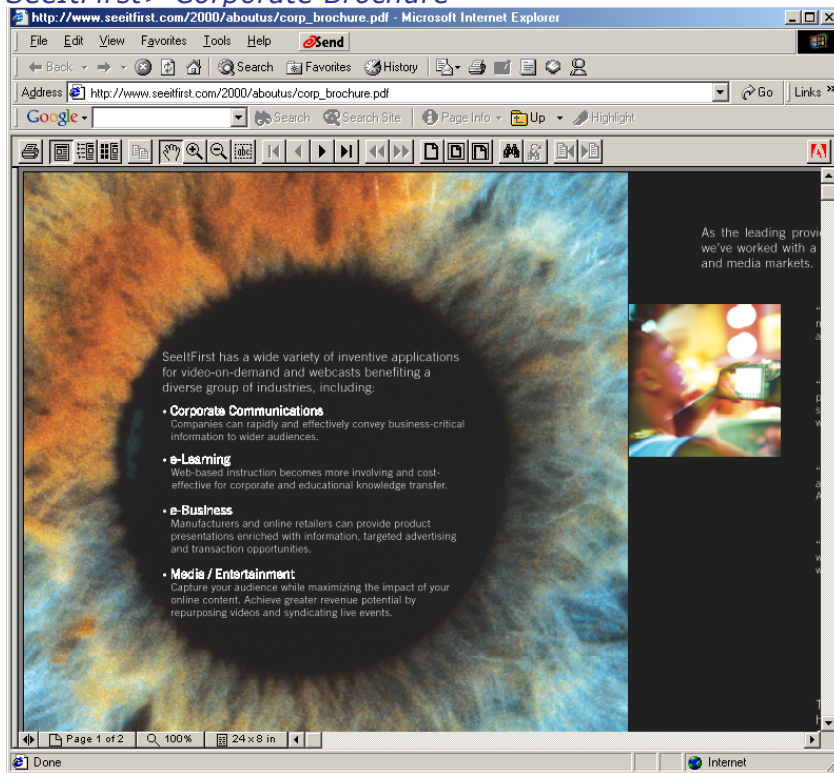 SeeItFirst> Corporate Brochure
http://www.seeitfirst.com/2000/aboutus/corp_brochure.pdf - Microsoft Internet Explorer
File Edit View Favorites Tools Help Send
Back Search Favorites History
Address http://www.seeitfirst.com/2000/aboutus/corp_brochure.pdf Go Links »
Google Search Search Site Page Info Up Highlight
abc
As the leading provi
we've worked with a
and media markets.
SeeItFirst has a wide variety of inventive applications
for video-on-demand and webcasts benefiting a
diverse group of industries, including:
• Corporate Communications
Companies can rapidly and effectively convey business-critical
information to wider audiences.
• e-Learning
Web-based instruction becomes more involving and cost-
effective for corporate and educational knowledge transfer.
• e-Business
Manufacturers and online retailers can provide product
presentations enriched with information, targeted advertising
and transaction opportunities.
• Media / Entertainment
Capture your audience while maximizing the impact of your
online content. Achieve greater revenue potential by
repurposing videos and syndicating live events.
Page 1 of 2 100% 24 x 8 in
Done Internet